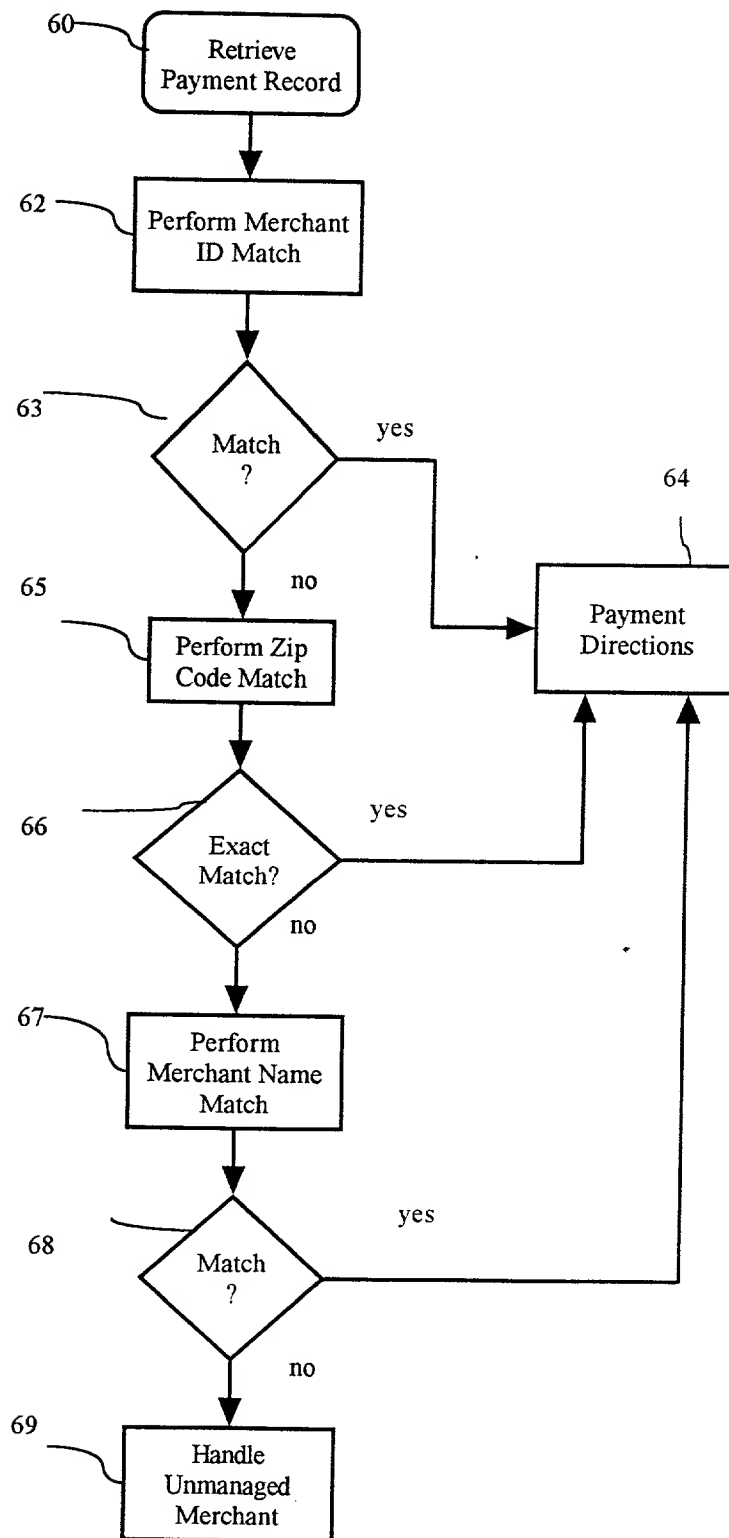 60
Retrieve
Payment Record
62
Perform Merchant
ID Match
63
Match
?
yes
64
Payment
Directions
no
65
Perform Zip
Code Match
66
Exact
Match?
yes
no
67
Perform
Merchant Name
Match
68
Match
?
yes
no
69
Handle
Unmanaged
Merchant